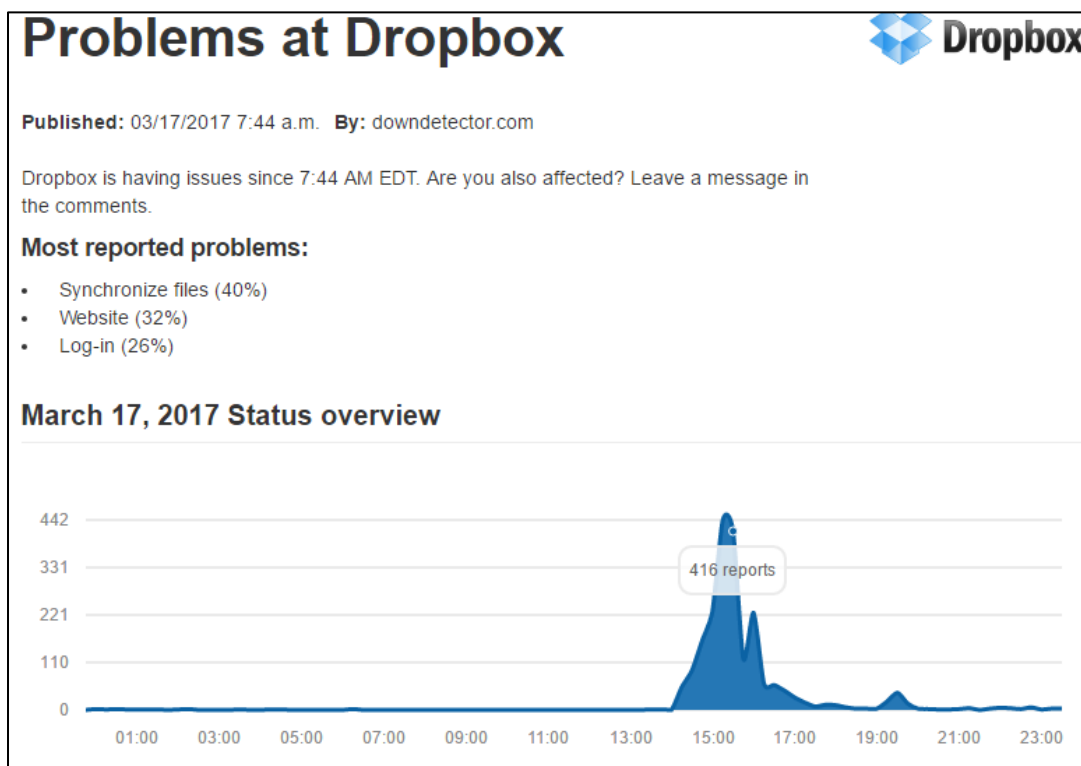 Problems at Dropbox
Dropbox
Published: 03/17/2017 7:44 a.m. By: downdetector.com
Dropbox is having issues since 7:44 AM EDT. Are you also affected? Leave a message in
the comments.
Most reported problems:
• Synchronize files (40%)
• Website (32%)
• Log-in (26%)
March 17, 2017 Status overview
442
331
221
110
0
416 reports
01:00 03:00 05:00 07:00 09:00 11:00 13:00 15:00 17:00 19:00 21:00 23:00